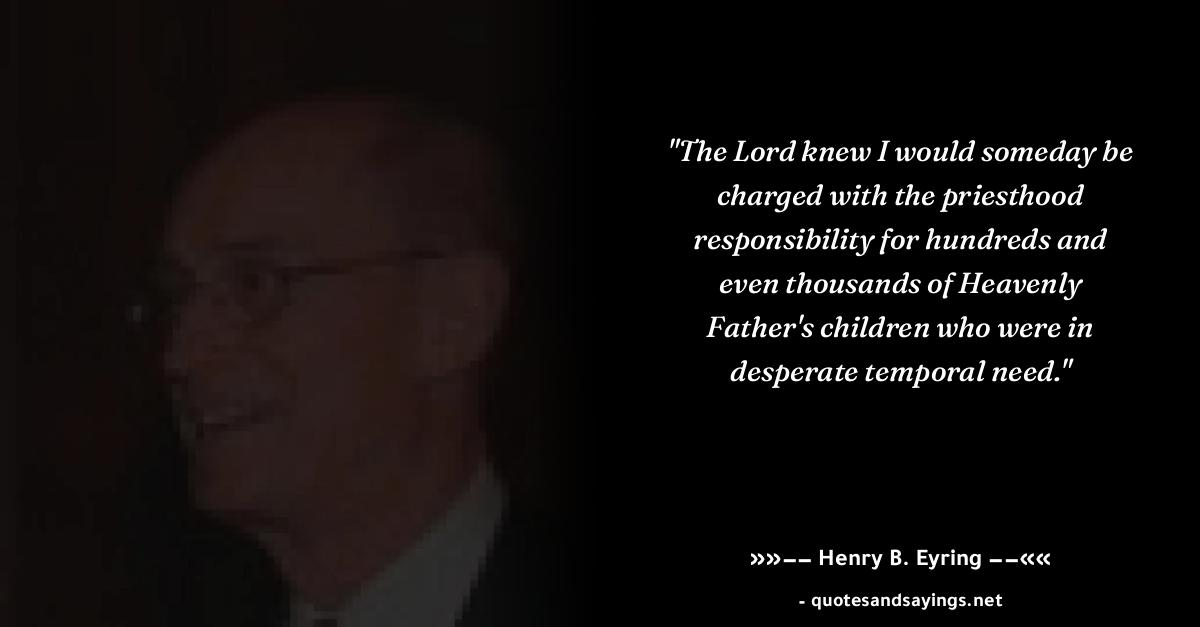 "The Lord knew I would someday be
charged with the priesthood
responsibility for hundreds and
even thousands of Heavenly
Father's children who were in
desperate temporal need."
»»−− Henry B. Eyring −−««
- quotesandsayings.net